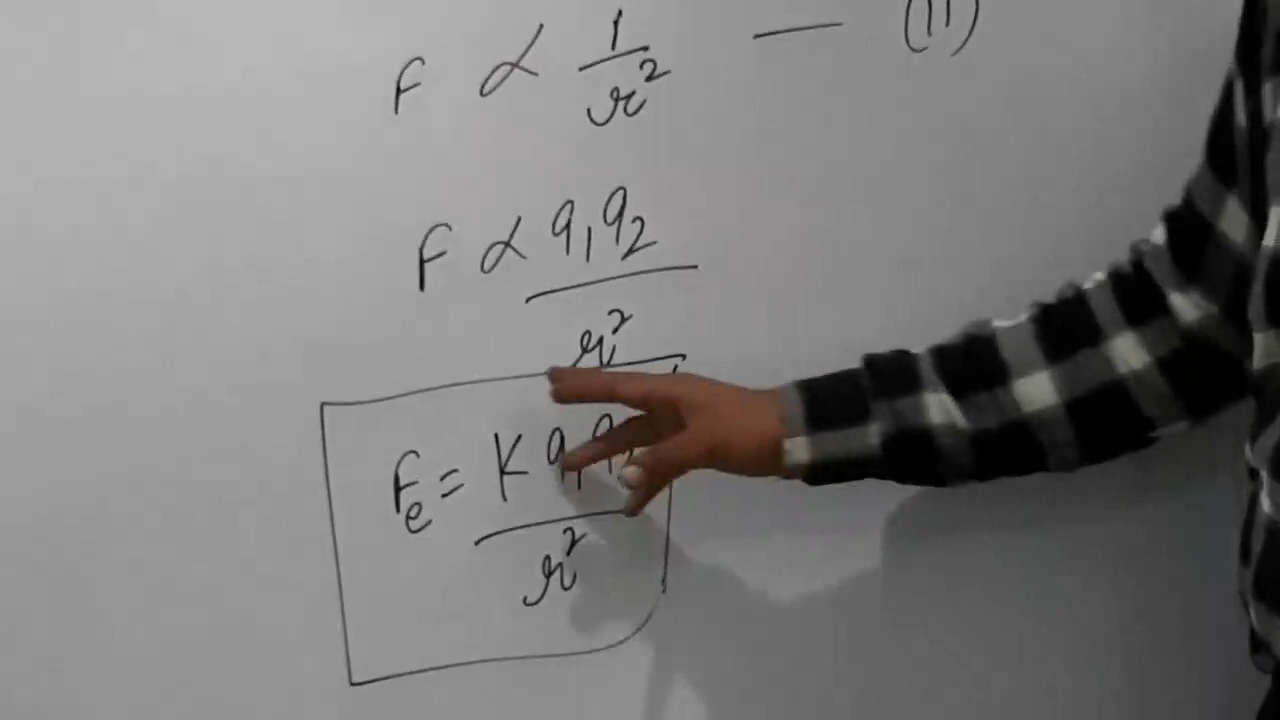 F ∝ 1/r² — (II)
F ∝ q₁q₂/r²
Fₑ = K q₁q₂/r²